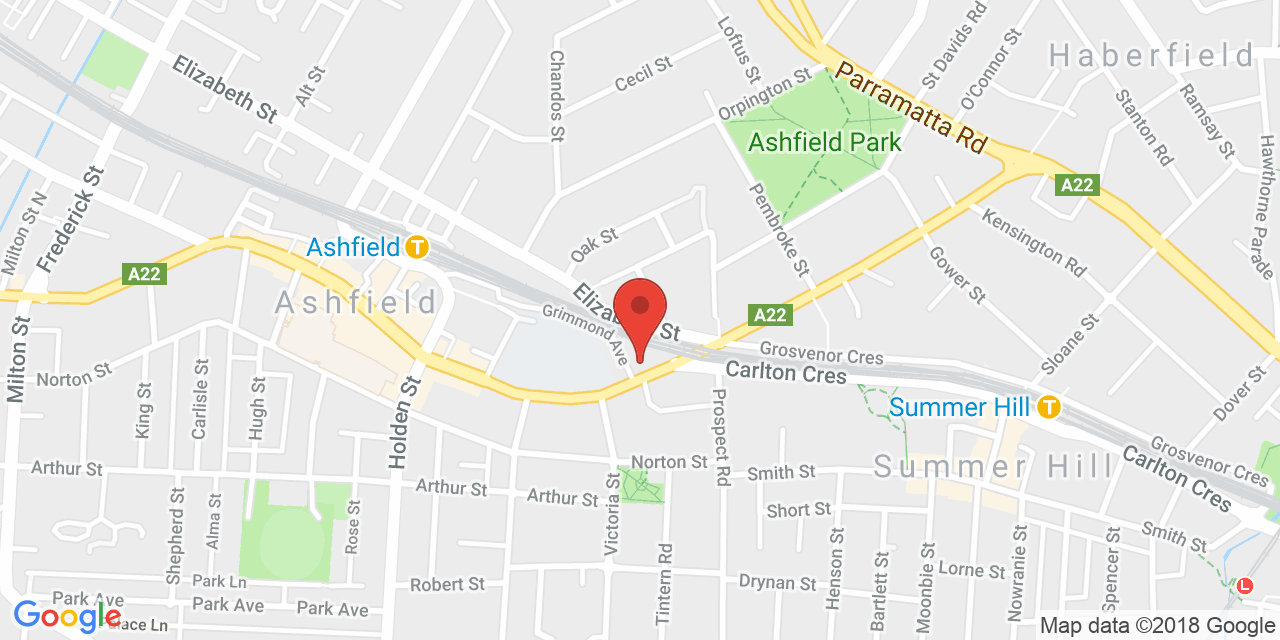 Elizabeth St
Alt St
Chandos St
Cecil St
Loftus St
Orpington St
Parramatta Rd
St Davids Rd
O'Connor St
Haberfield
Stanton Rd
Ramsay St
Hawthorne Parade
Ashfield Park
A22
Milton St N
Frederick St
Pembroke St
Kensington Rd
Oak St
Ashfield
T
A22
Ashfield
Gower St
Elizabeth St
Grimmond Ave
A22
Grosvenor Cres
Carlton Cres
Sloane St
Milton St
Norton St
King St
Carlisle St
Hugh St
Holden St
Prospect Rd
Summer Hill
T
Dover St
Summer Hill
Grosvenor Cres
Carlton Cres
Arthur St
Arthur St
Arthur St
Norton St
Smith St
Short St
Smith St
Shepherd St
Alma St
Rose St
Victoria St
Tintern Rd
Henson St
Bartlett St
Moonbie St
Nowranie St
Spencer St
Lorne St
Drynan St
Robert St
Park Ln
Park Ave
Park Ave
Park Ave
Palace Ln
L
Google
Map data ©2018 Google